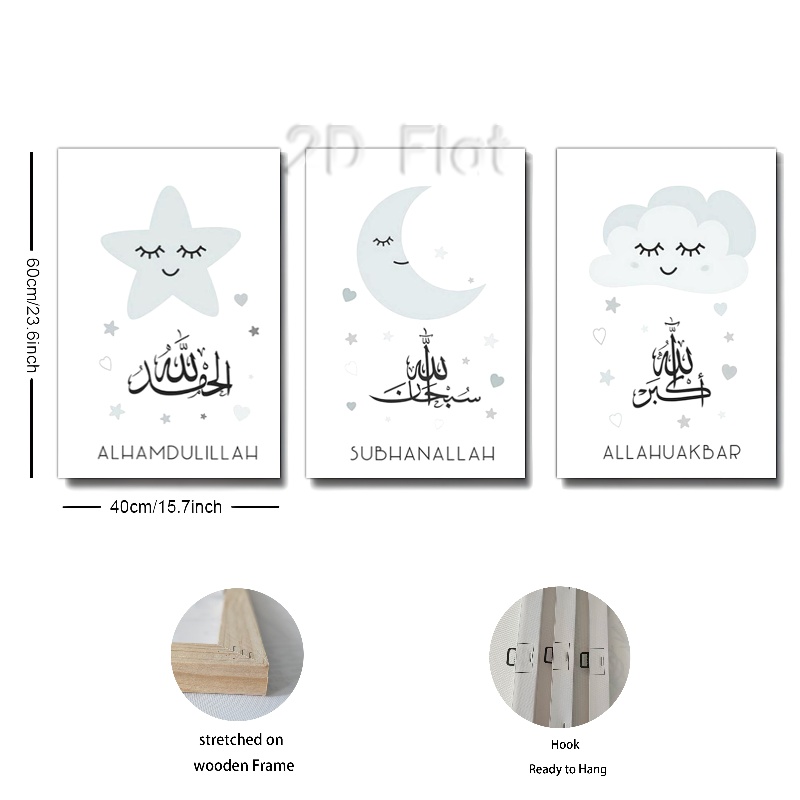 2D Flat
60cm/23.6inch
الحمد لله
ALHAMDULILLAH
سبحان الله
SUBHANALLAH
الله أكبر
ALLAHUAKBAR
40cm/15.7inch
stretched on
wooden Frame
Hook
Ready to Hang